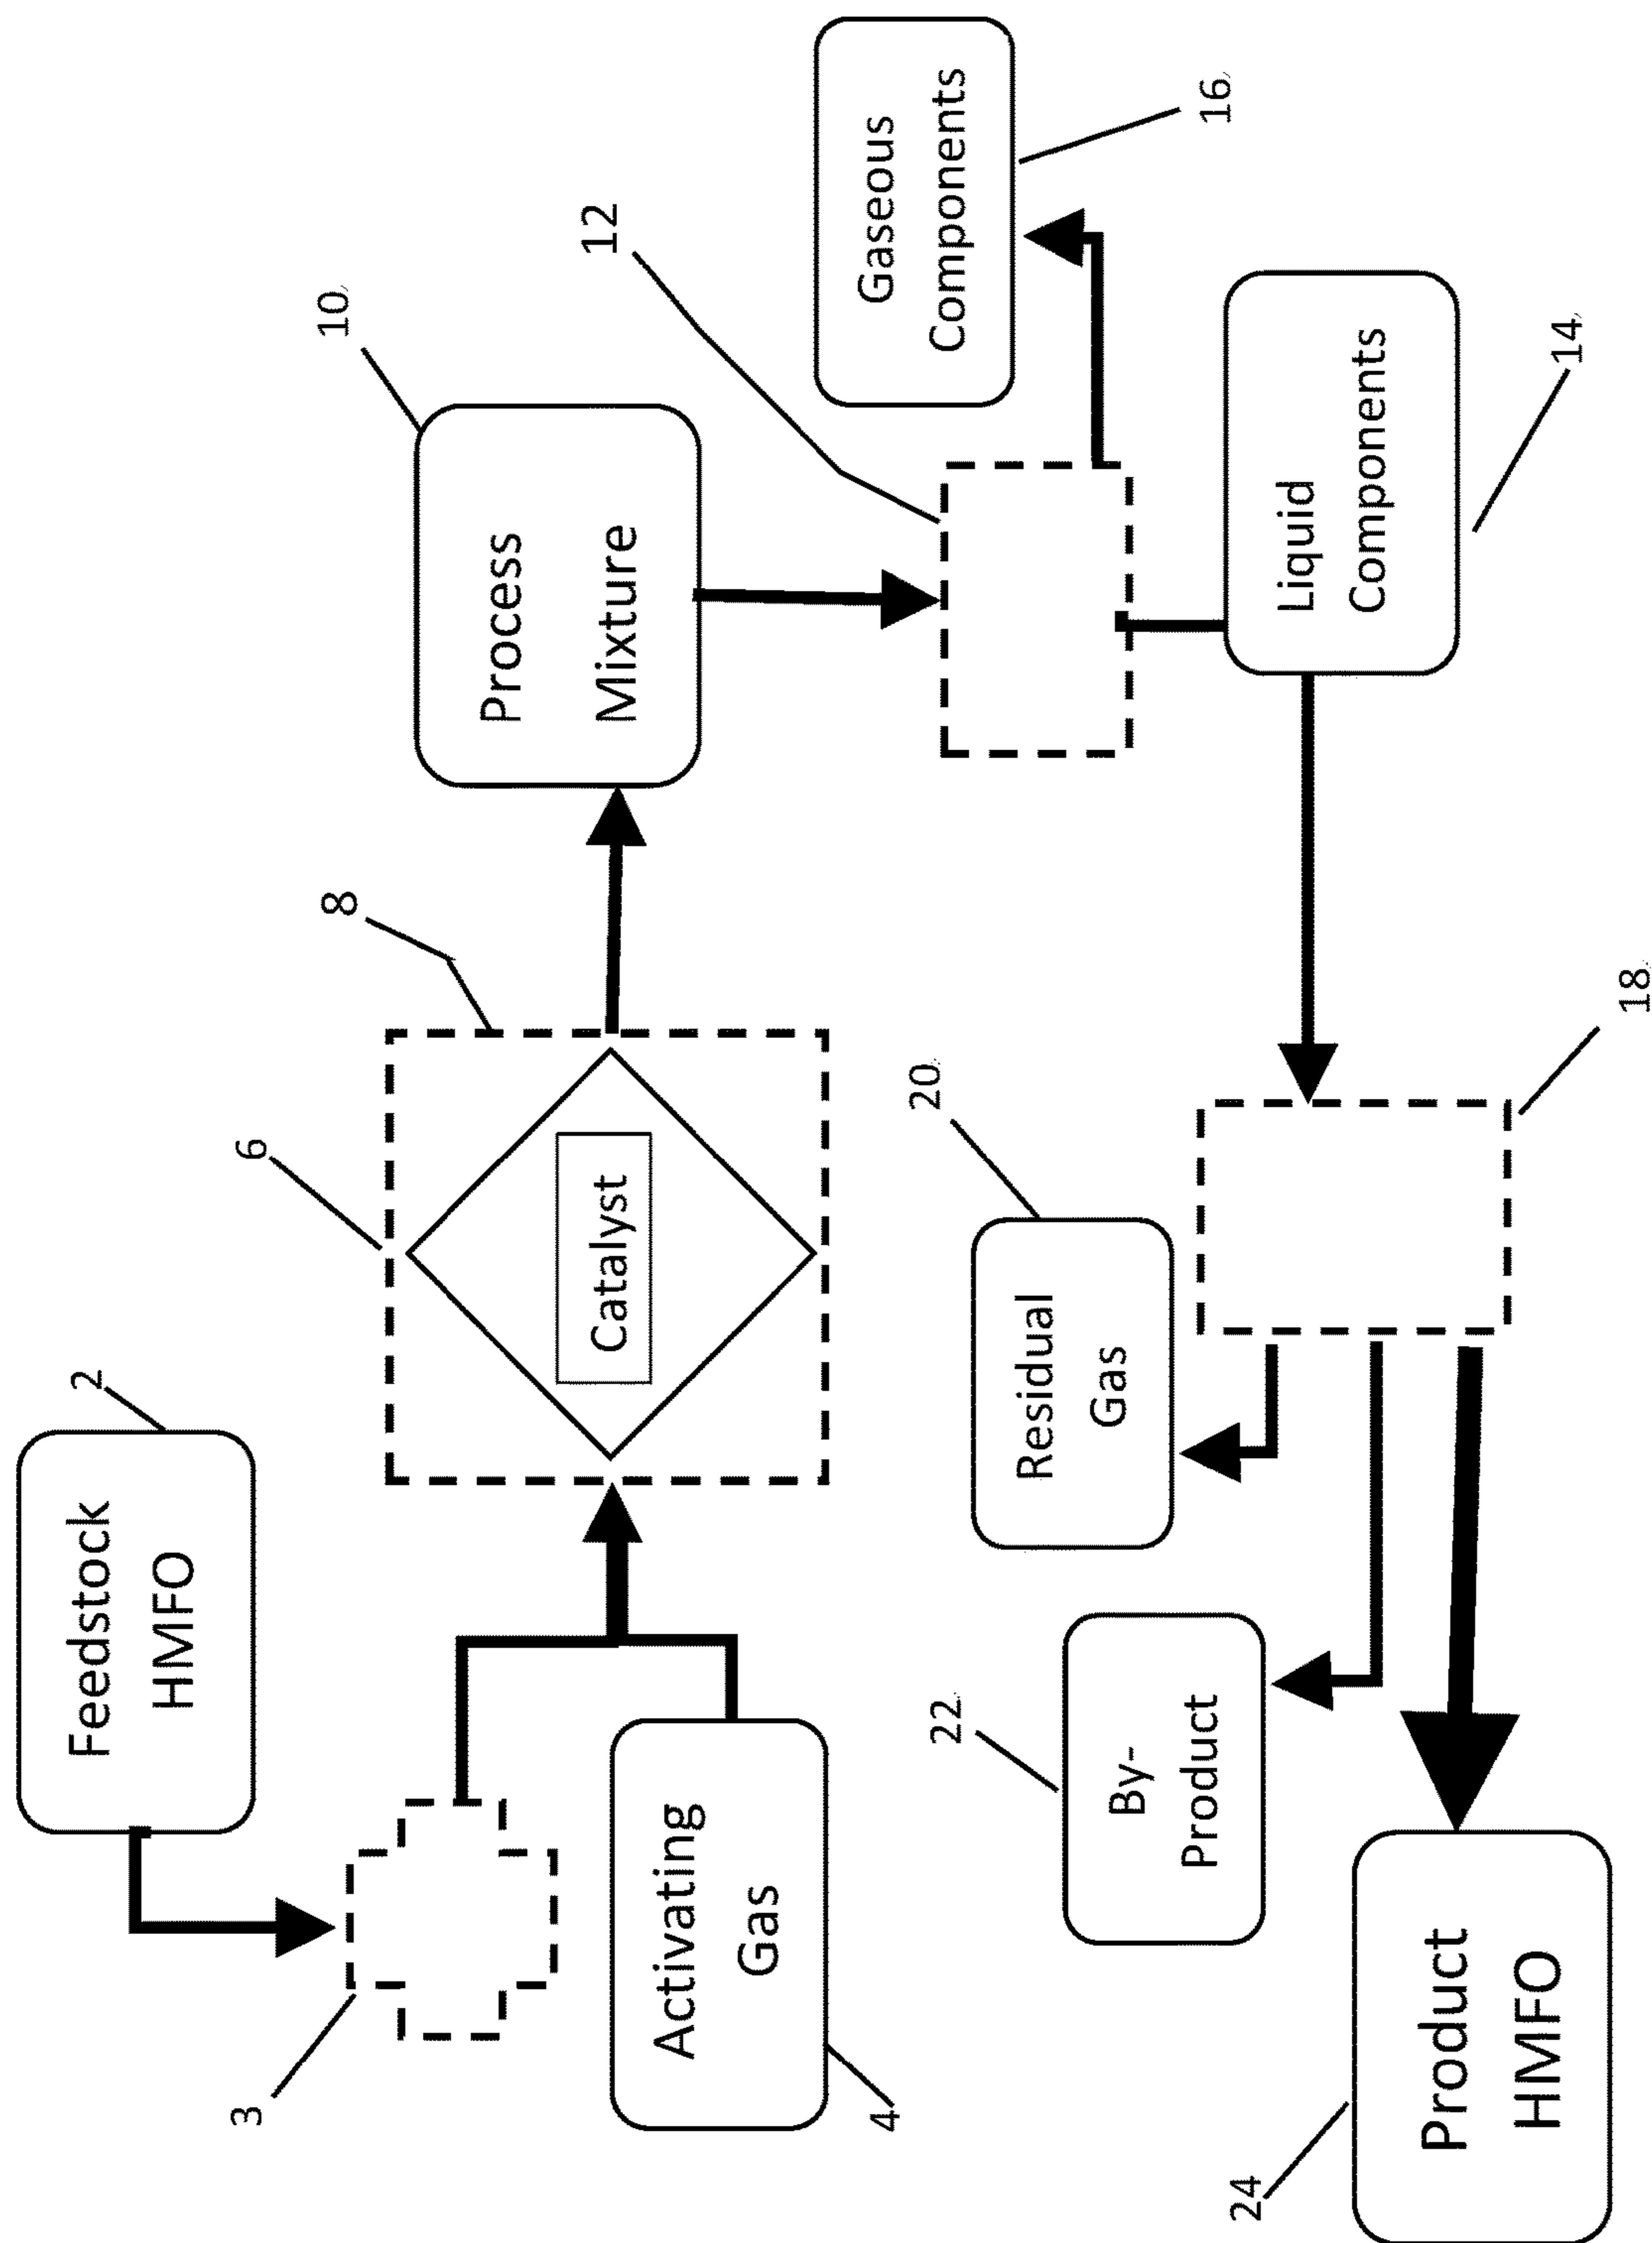 2
Feedstock
HMFO
3
Activating
Gas
4
6
8
Catalyst
10
Process
Mixture
12
Gaseous
Components
16
Liquid
Components
14
18
20
Residual
Gas
22
By-
Product
24
Product
HMFO